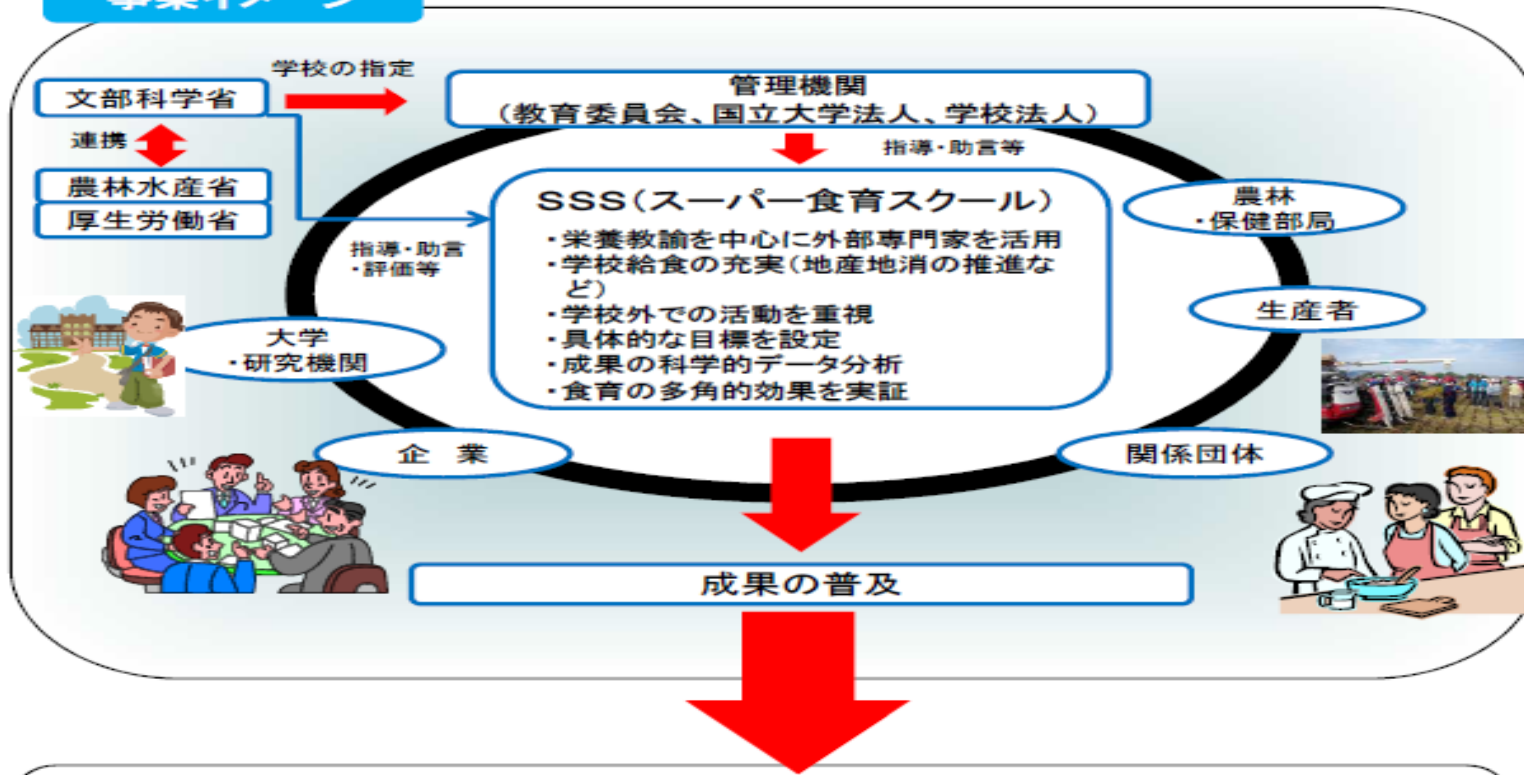 事業イメージ
学校の指定
文部科学省
管理機関
(教育委員会、国立大学法人、学校法人)
連携
指導・助言等
農林水産省
厚生労働省
SSS(スーパー食育スクール)
・栄養教諭を中心に外部専門家を活用
・学校給食の充実(地産地消の推進な
ど)
・学校外での活動を重視
・具体的な目標を設定
・成果の科学的データ分析
・食育の多角的効果を実証
指導・助言
・評価等
農林
・保健部局
生産者
大学
・研究機関
企 業
関係団体
成果の普及